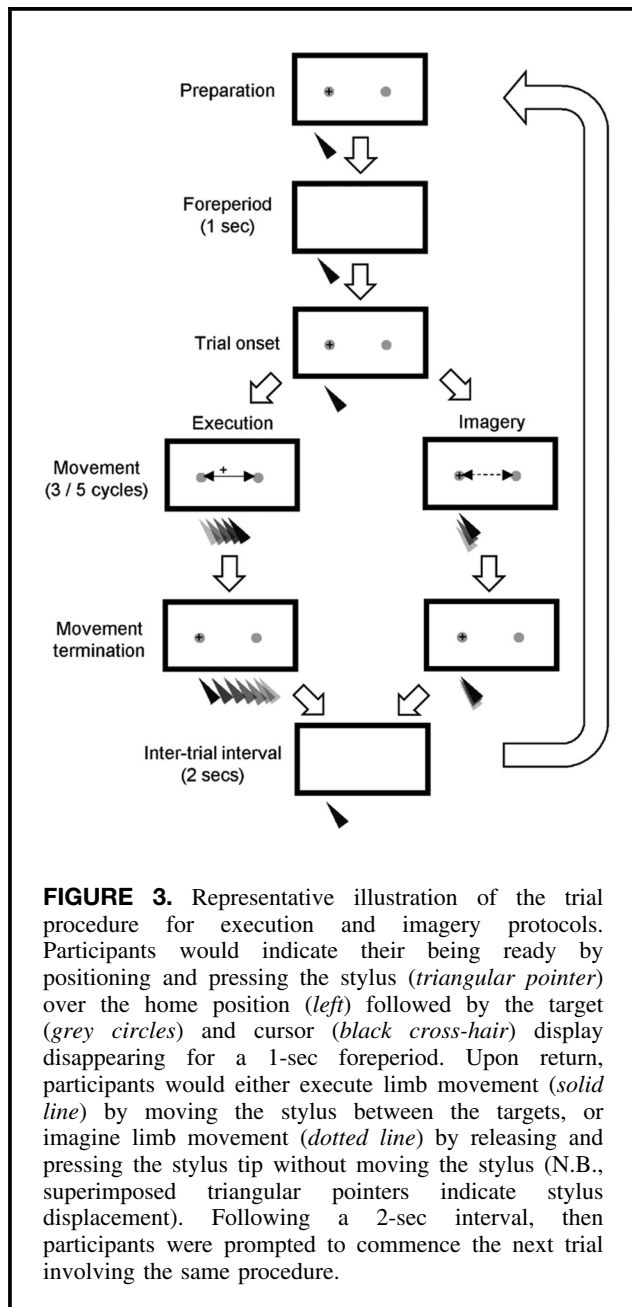 Preparation
Foreperiod
(1 sec)
Trial onset
Execution
Imagery
Movement
(3 / 5 cycles)
Movement
termination
Inter-trial interval
(2 secs)
FIGURE 3. Representative illustration of the trial
procedure for execution and imagery protocols.
Participants would indicate their being ready by
positioning and pressing the stylus (triangular pointer)
over the home position (left) followed by the target
(grey circles) and cursor (black cross-hair) display
disappearing for a 1-sec foreperiod. Upon return,
participants would either execute limb movement (solid
line) by moving the stylus between the targets, or
imagine limb movement (dotted line) by releasing and
pressing the stylus tip without moving the stylus (N.B.,
superimposed triangular pointers indicate stylus
displacement). Following a 2-sec interval, then
participants were prompted to commence the next trial
involving the same procedure.